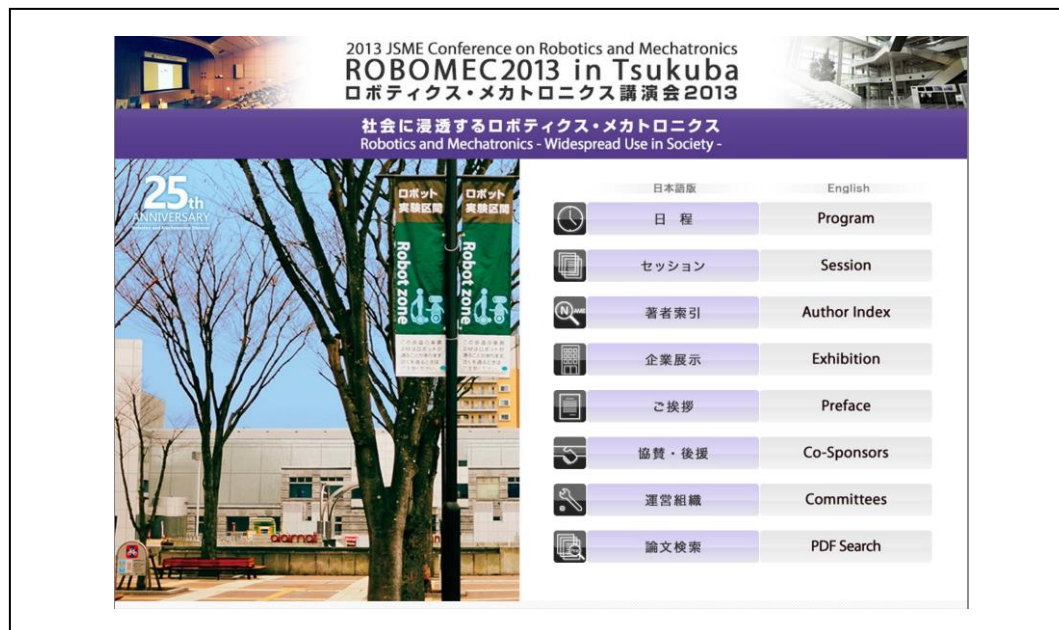 2013 JSME Conference on Robotics and Mechatronics
ROBOMEC2013 in Tsukuba
ロボティクス・メカトロニクス講演会2013
社会に浸透するロボティクス・メカトロニクス
Robotics and Mechatronics - Widespread Use in Society -
25th
ANNIVERSARY
ロボット
実験区間
Robot zone
ロボット
実験区間
Robot zone
日本語版 English
日 程 Program
セッション Session
著者索引 Author Index
企業展示 Exhibition
ご挨拶 Preface
協賛・後援 Co-Sponsors
運営組織 Committees
論文検索 PDF Search